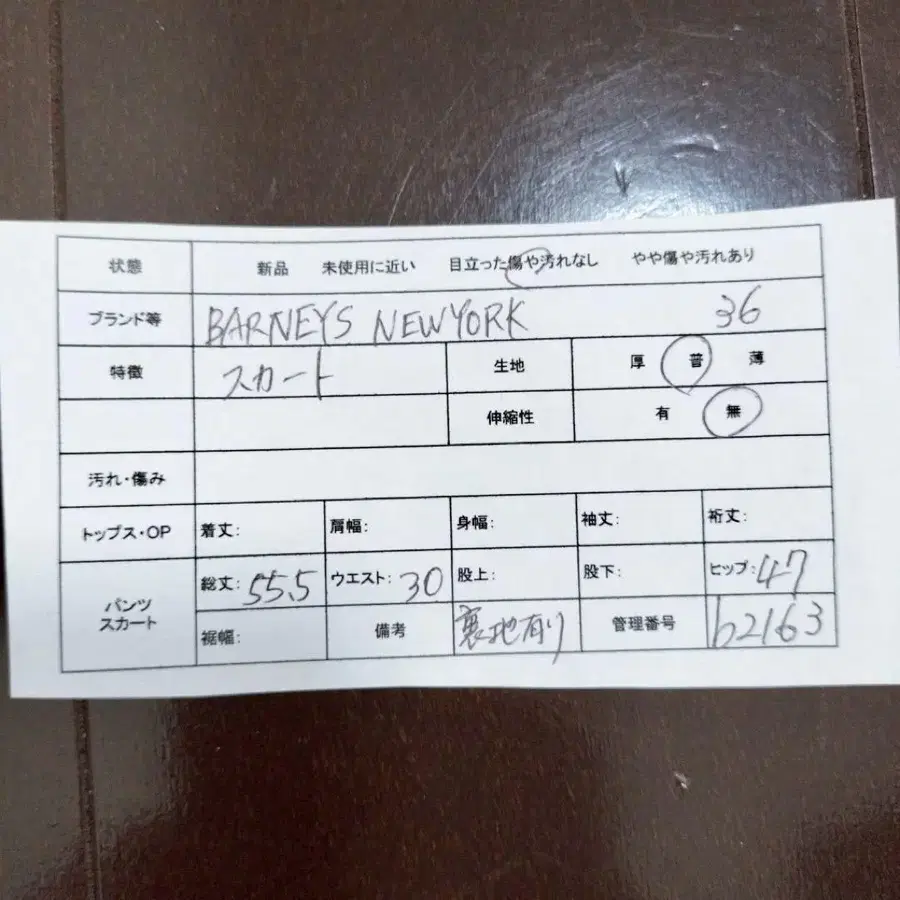 状態 新品 未使用に近い 目立った傷や汚れなし やや傷や汚れあり
ブランド等 BARNEYS NEWYORK 36
特徴 スカート 生地 厚 普 薄
伸縮性 有 無
汚れ・傷み
トップス・OP 着丈: 肩幅: 身幅: 袖丈: 裄丈:
パンツ スカート 総丈: 55.5 ウエスト: 30 股上: 股下: ヒップ: 47
裾幅: 備考 裏地有り 管理番号 b2163